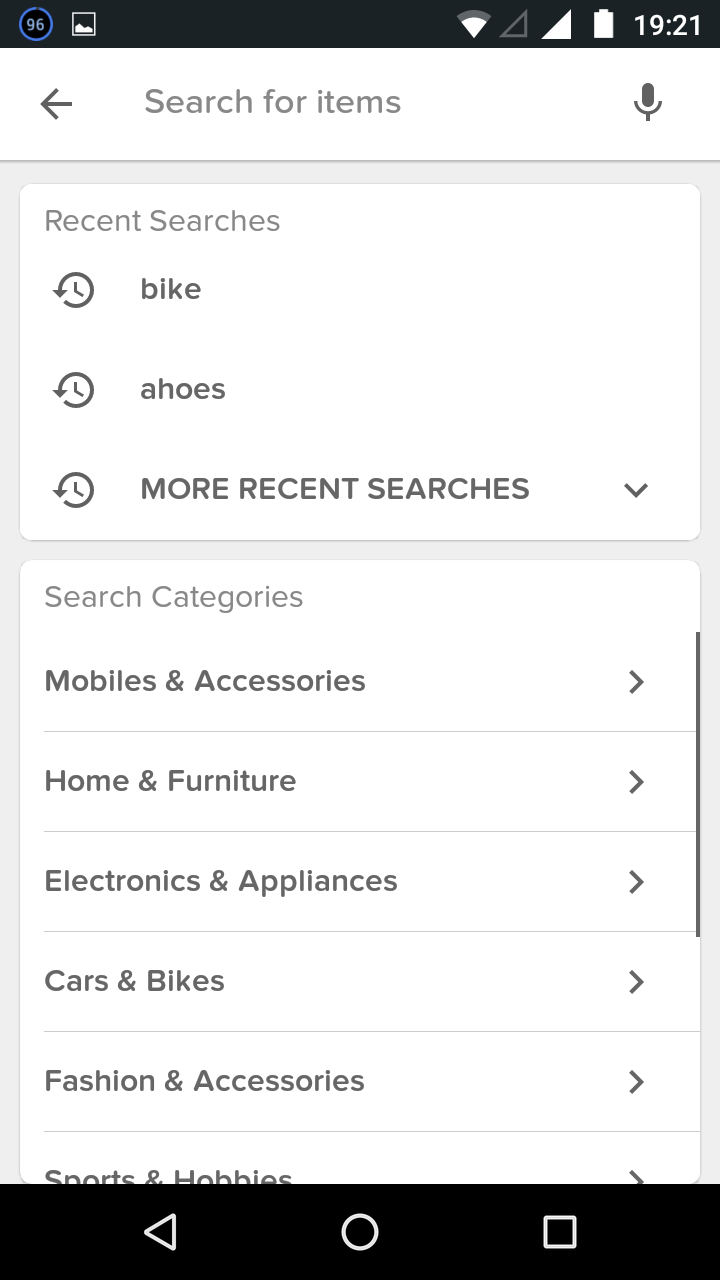 96
19:21
Search for items
Recent Searches
bike
ahoes
MORE RECENT SEARCHES
Search Categories
Mobiles & Accessories
Home & Furniture
Electronics & Appliances
Cars & Bikes
Fashion & Accessories
Sports & Hobbies